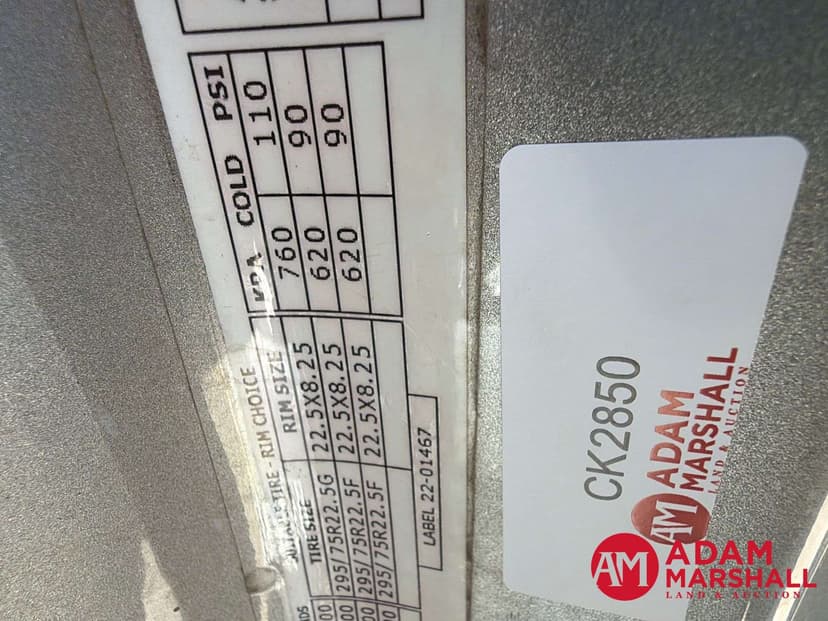 SUITABLE TIRE - RIM CHOICE
TIRE SIZE RIM SIZE KPA COLD PSI
295/75R22.5G 22.5X8.25 760 110
295/75R22.5F 22.5X8.25 620 90
295/75R22.5F 22.5X8.25 620 90
LABEL 22-01467
CK2850
AM ADAM
MARSHALL
LAND & AUCTION
AM ADAM
MARSHALL
LAND & AUCTION